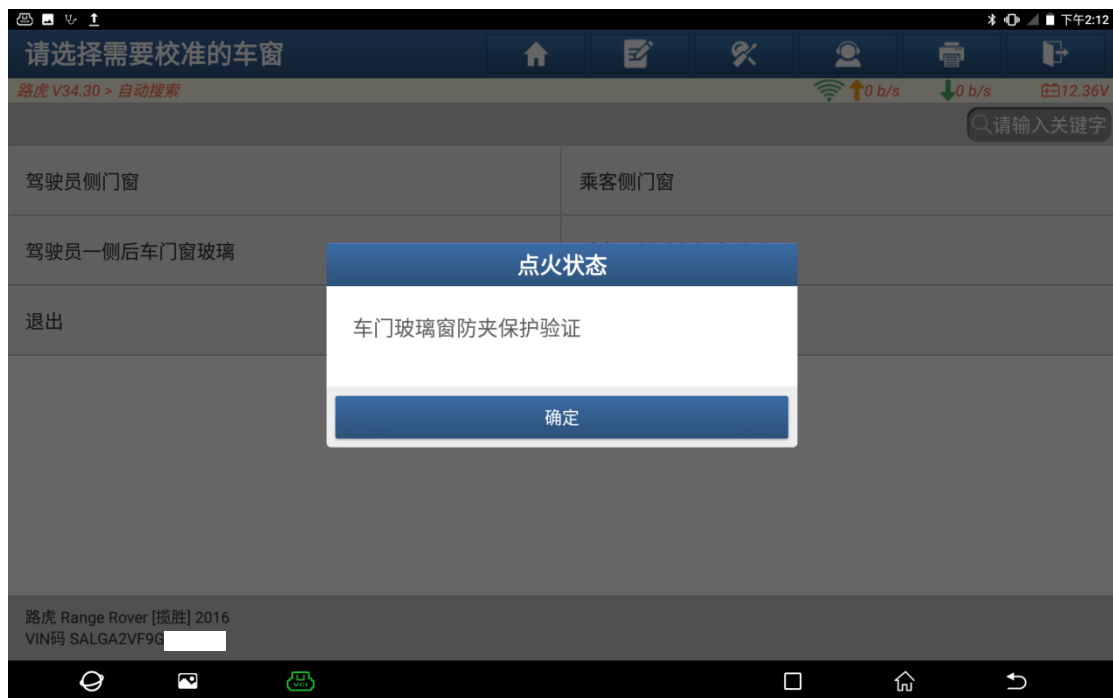 下午2:12
请选择需要校准的车窗
路虎 V34.30 > 自动搜索
0 b/s
0 b/s
12.36V
请输入关键字
驾驶员侧门窗
乘客侧门窗
驾驶员一侧后车门窗玻璃
点火状态
车门玻璃窗防夹保护验证
退出
确定
路虎 Range Rover [揽胜] 2016
VIN码 SALGA2VF9G
VCI